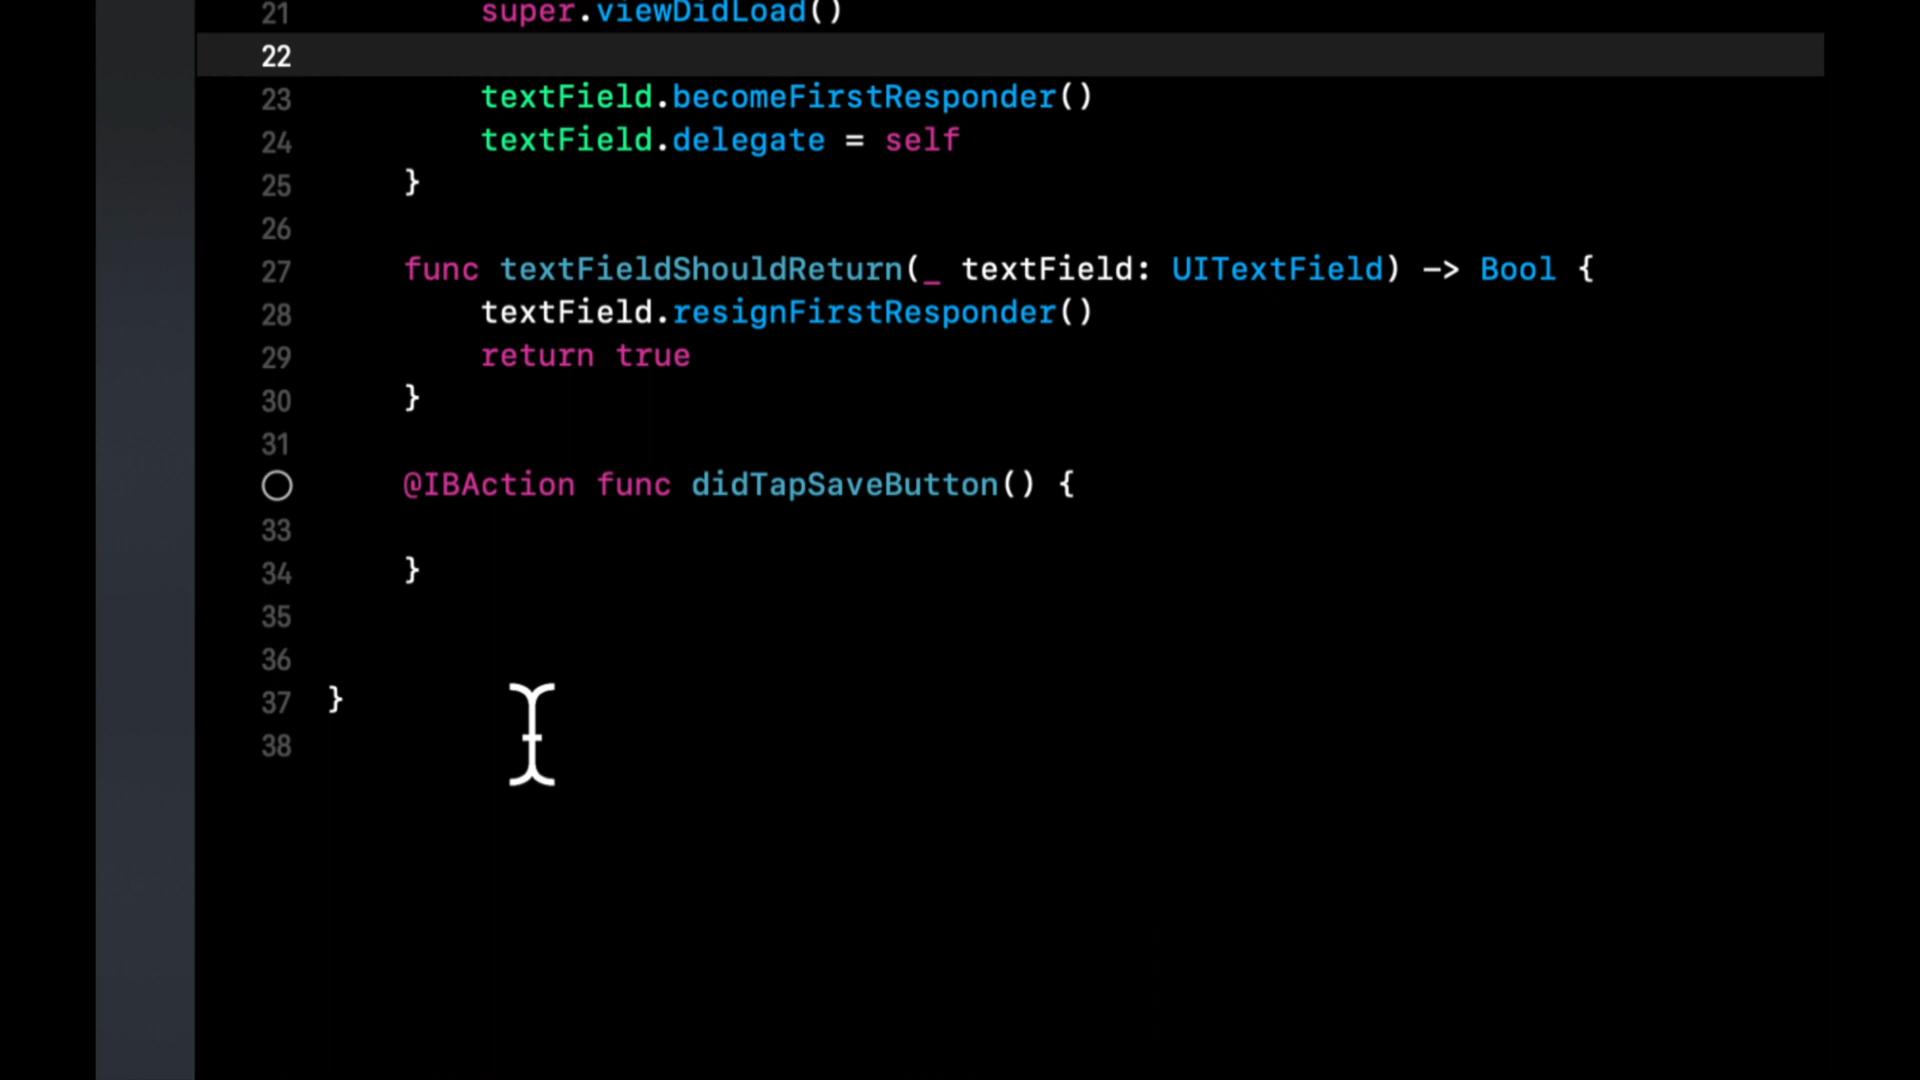 21 super.viewDidLoad()
22
23 textField.becomeFirstResponder()
24 textField.delegate = self
25 }
26
27 func textFieldShouldReturn(_ textField: UITextField) -> Bool {
28 textField.resignFirstResponder()
29 return true
30 }
31
@IBAction func didTapSaveButton() {
33
34 }
35
36
37 }
38